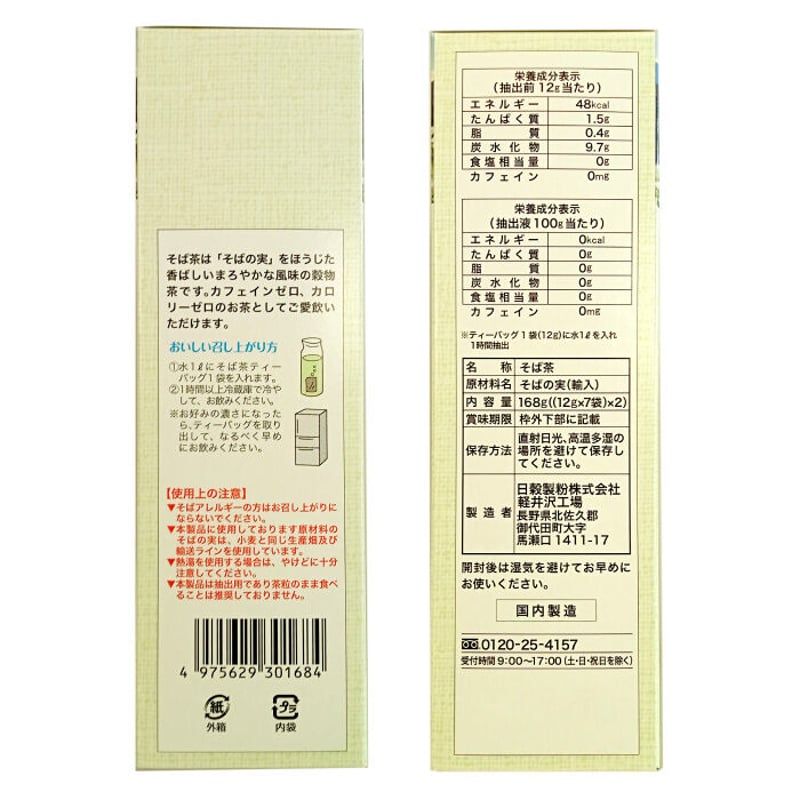 そば茶は「そばの実」をほうじた
香ばしいまろやかな風味の穀物
茶です。カフェインゼロ、カロ
リーゼロのお茶としてご愛飲い
ただけます。
おいしい召し上がり方
①水1ℓにそば茶ティー
バッグ1袋を入れます。
②1時間以上冷蔵庫で冷や
して、お飲みください。
※お好みの濃さになった
ら、ティーバッグを取り
出して、なるべく早め
にお飲みください。
【使用上の注意】
▼そばアレルギーの方はお召し上がりに
ならないでください。
▼本製品に使用しております原材料の
そばの実は、小麦と同じ生産畑及び
輸送ラインを使用しています。
▼熱湯を使用する場合は、やけどに十分
注意してください。
▼本製品は抽出用であり茶粒のまま食べ
ることは推奨しておりません。
4 975629 301684
紙
外箱
プラ
内袋
栄養成分表示
(抽出前 12g当たり)
エネルギー 48kcal
たんぱく質 1.5g
脂質 0.4g
炭水化物 9.7g
食塩相当量 0g
カフェイン 0mg
栄養成分表示
(抽出液 100g当たり)
エネルギー 0kcal
たんぱく質 0g
脂質 0g
炭水化物 0g
食塩相当量 0g
カフェイン 0mg
※ティーバッグ1袋(12g)に水1ℓを入れ
1時間抽出
名称 そば茶
原材料名 そばの実(輸入)
内容量 168g((12g×7袋)×2)
賞味期限 枠外下部に記載
保存方法 直射日光、高温多湿の
場所を避けて保存し
てください。
製造者 日穀製粉株式会社
軽井沢工場
長野県北佐久郡
御代田町大字
馬瀬口 1411-17
開封後は湿気を避けてお早めに
お使いください。
国内製造
0120-25-4157
受付時間 9:00〜17:00 (土・日・祝日を除く)